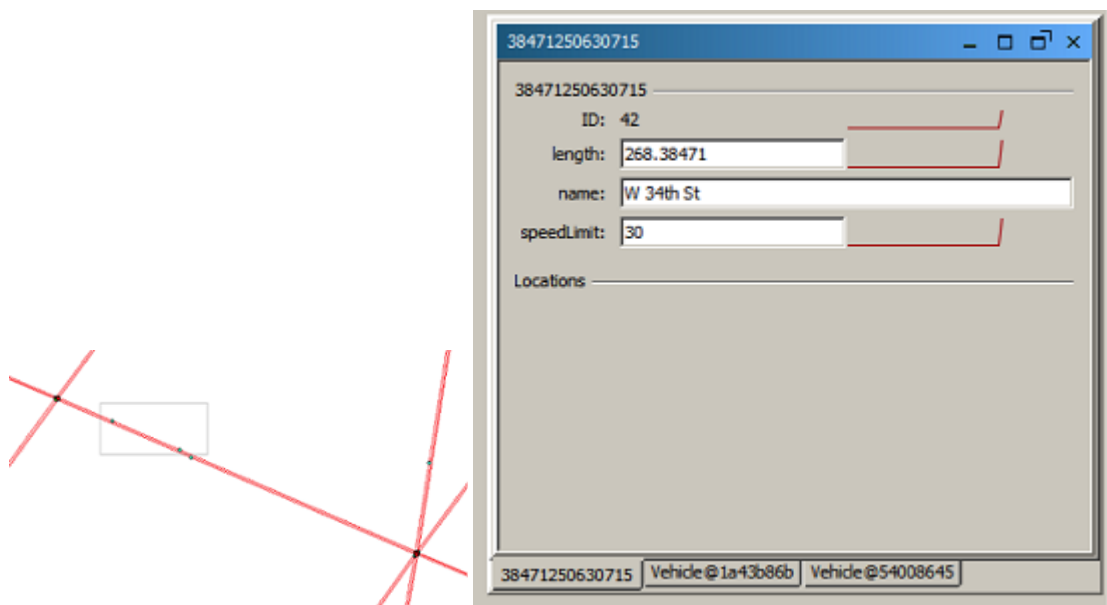 38471250630715
38471250630715
ID: 42
length: 268.38471
name: W 34th St
speedLimit: 30
Locations
38471250630715 Vehicle@1a43b86b Vehicle@54008645